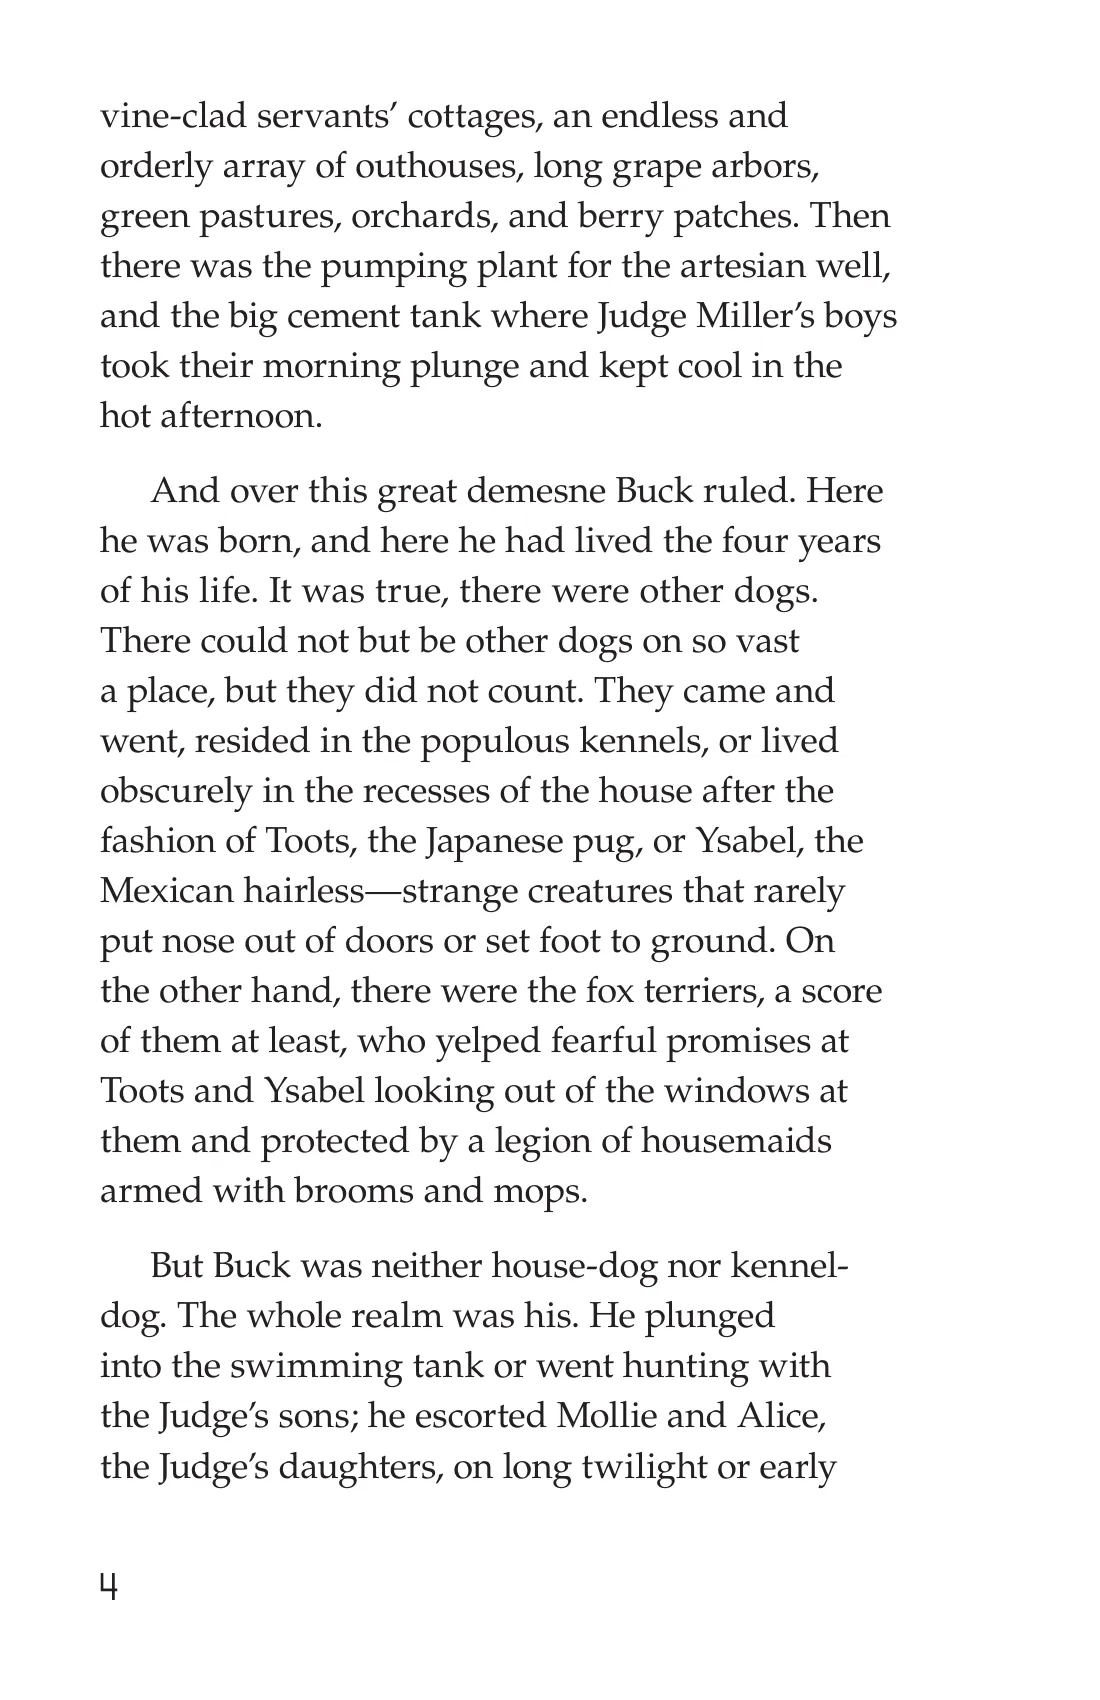 vine-clad servants’ cottages, an endless and
orderly array of outhouses, long grape arbors,
green pastures, orchards, and berry patches. Then
there was the pumping plant for the artesian well,
and the big cement tank where Judge Miller’s boys
took their morning plunge and kept cool in the
hot afternoon.
And over this great demesne Buck ruled. Here
he was born, and here he had lived the four years
of his life. It was true, there were other dogs.
There could not but be other dogs on so vast
a place, but they did not count. They came and
went, resided in the populous kennels, or lived
obscurely in the recesses of the house after the
fashion of Toots, the Japanese pug, or Ysabel, the
Mexican hairless—strange creatures that rarely
put nose out of doors or set foot to ground. On
the other hand, there were the fox terriers, a score
of them at least, who yelped fearful promises at
Toots and Ysabel looking out of the windows at
them and protected by a legion of housemaids
armed with brooms and mops.
But Buck was neither house-dog nor kennel-
dog. The whole realm was his. He plunged
into the swimming tank or went hunting with
the Judge’s sons; he escorted Mollie and Alice,
the Judge’s daughters, on long twilight or early
4